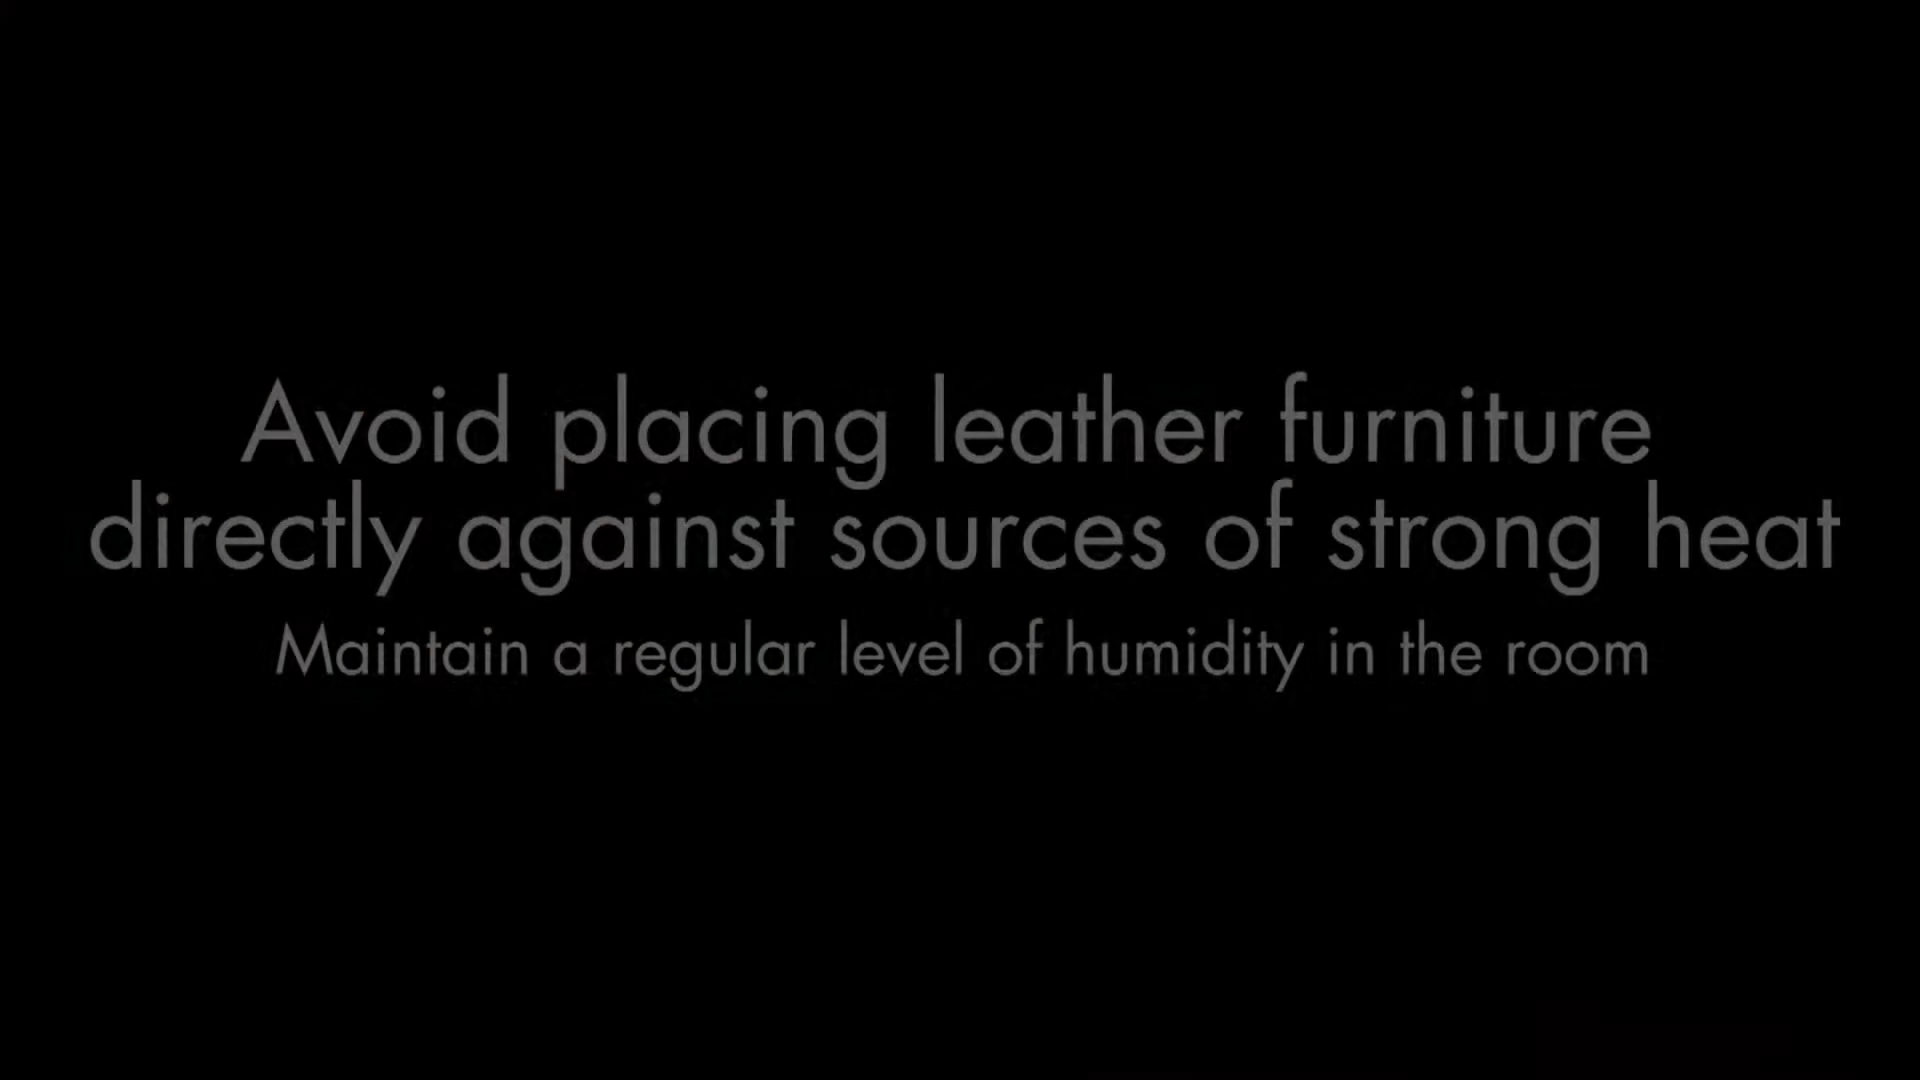 Avoid placing leather furniture
directly against sources of strong heat
Maintain a regular level of humidity in the room